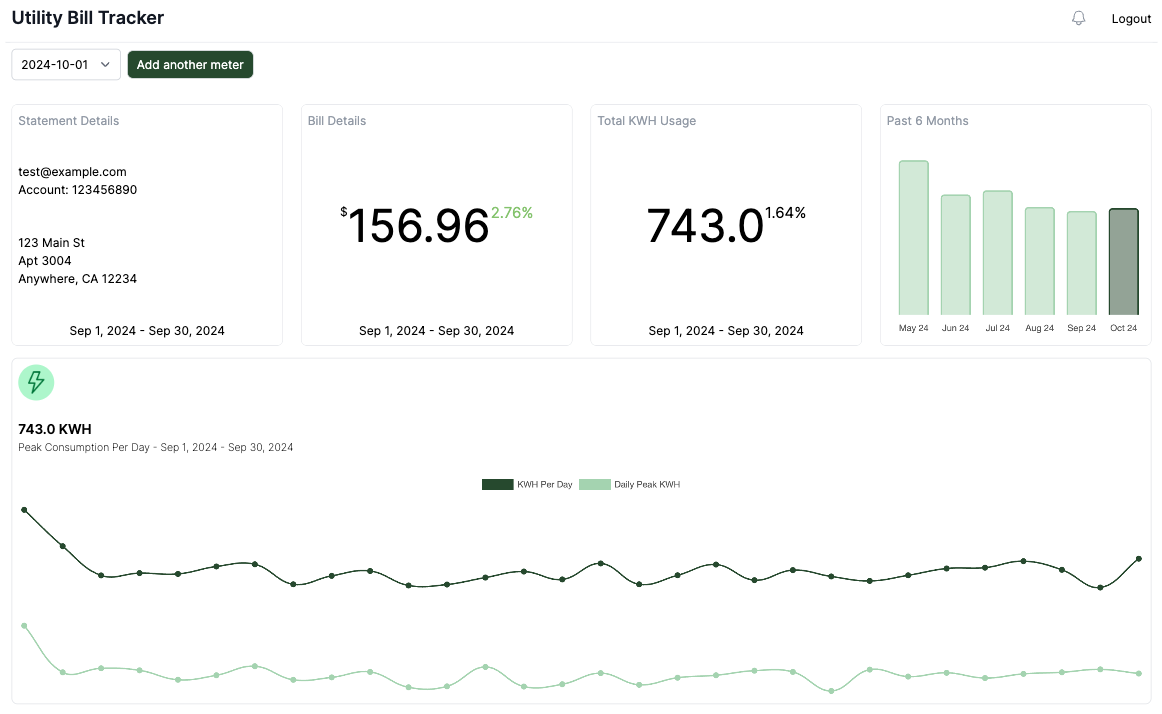 Utility Bill Tracker
Logout
2024-10-01
Add another meter
Statement Details
test@example.com
Account: 123456890
123 Main St
Apt 3004
Anywhere, CA 12234
Sep 1, 2024 - Sep 30, 2024
Bill Details
$156.96 2.76%
Sep 1, 2024 - Sep 30, 2024
Total KWH Usage
743.0 1.64%
Sep 1, 2024 - Sep 30, 2024
Past 6 Months
May 24 Jun 24 Jul 24 Aug 24 Sep 24 Oct 24
743.0 KWH
Peak Consumption Per Day - Sep 1, 2024 - Sep 30, 2024
KWH Per Day Daily Peak KWH